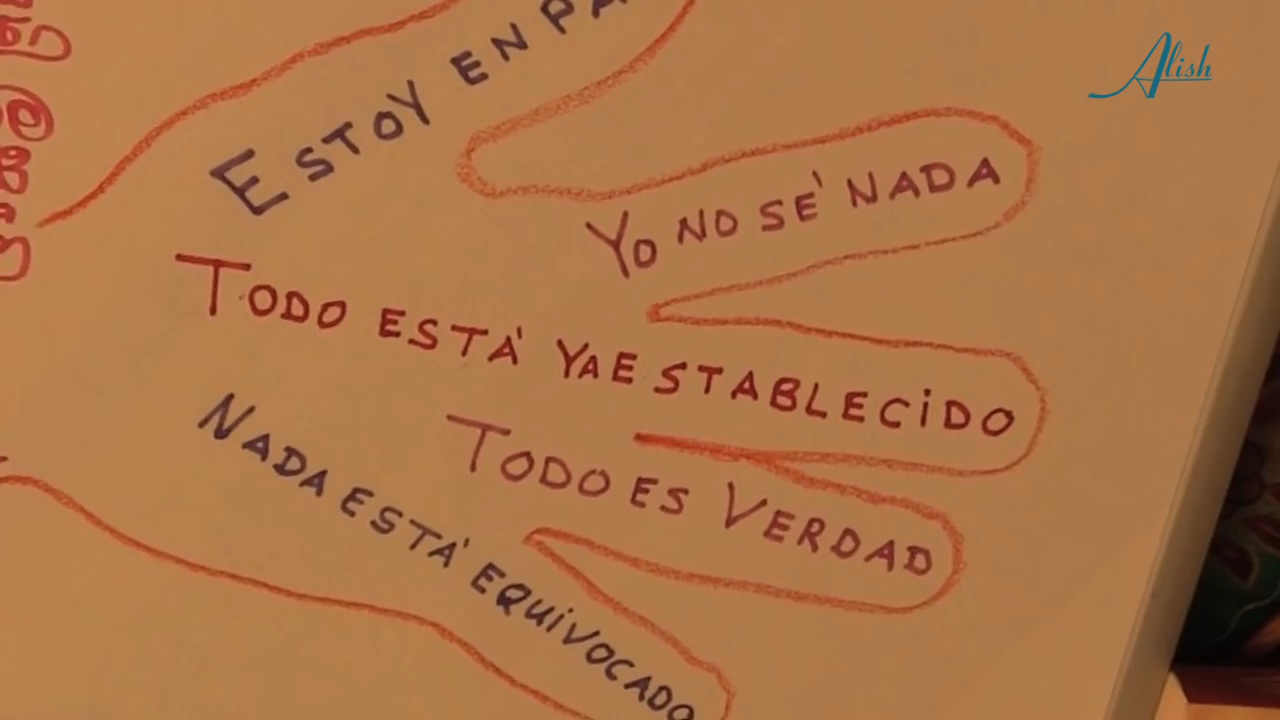 Alish
ESTOY EN
YO NO SÉ NADA
TODO ESTÁ YA ESTABLECIDO
TODO ES VERDAD
NADA ESTÁ EQUIVOCADO